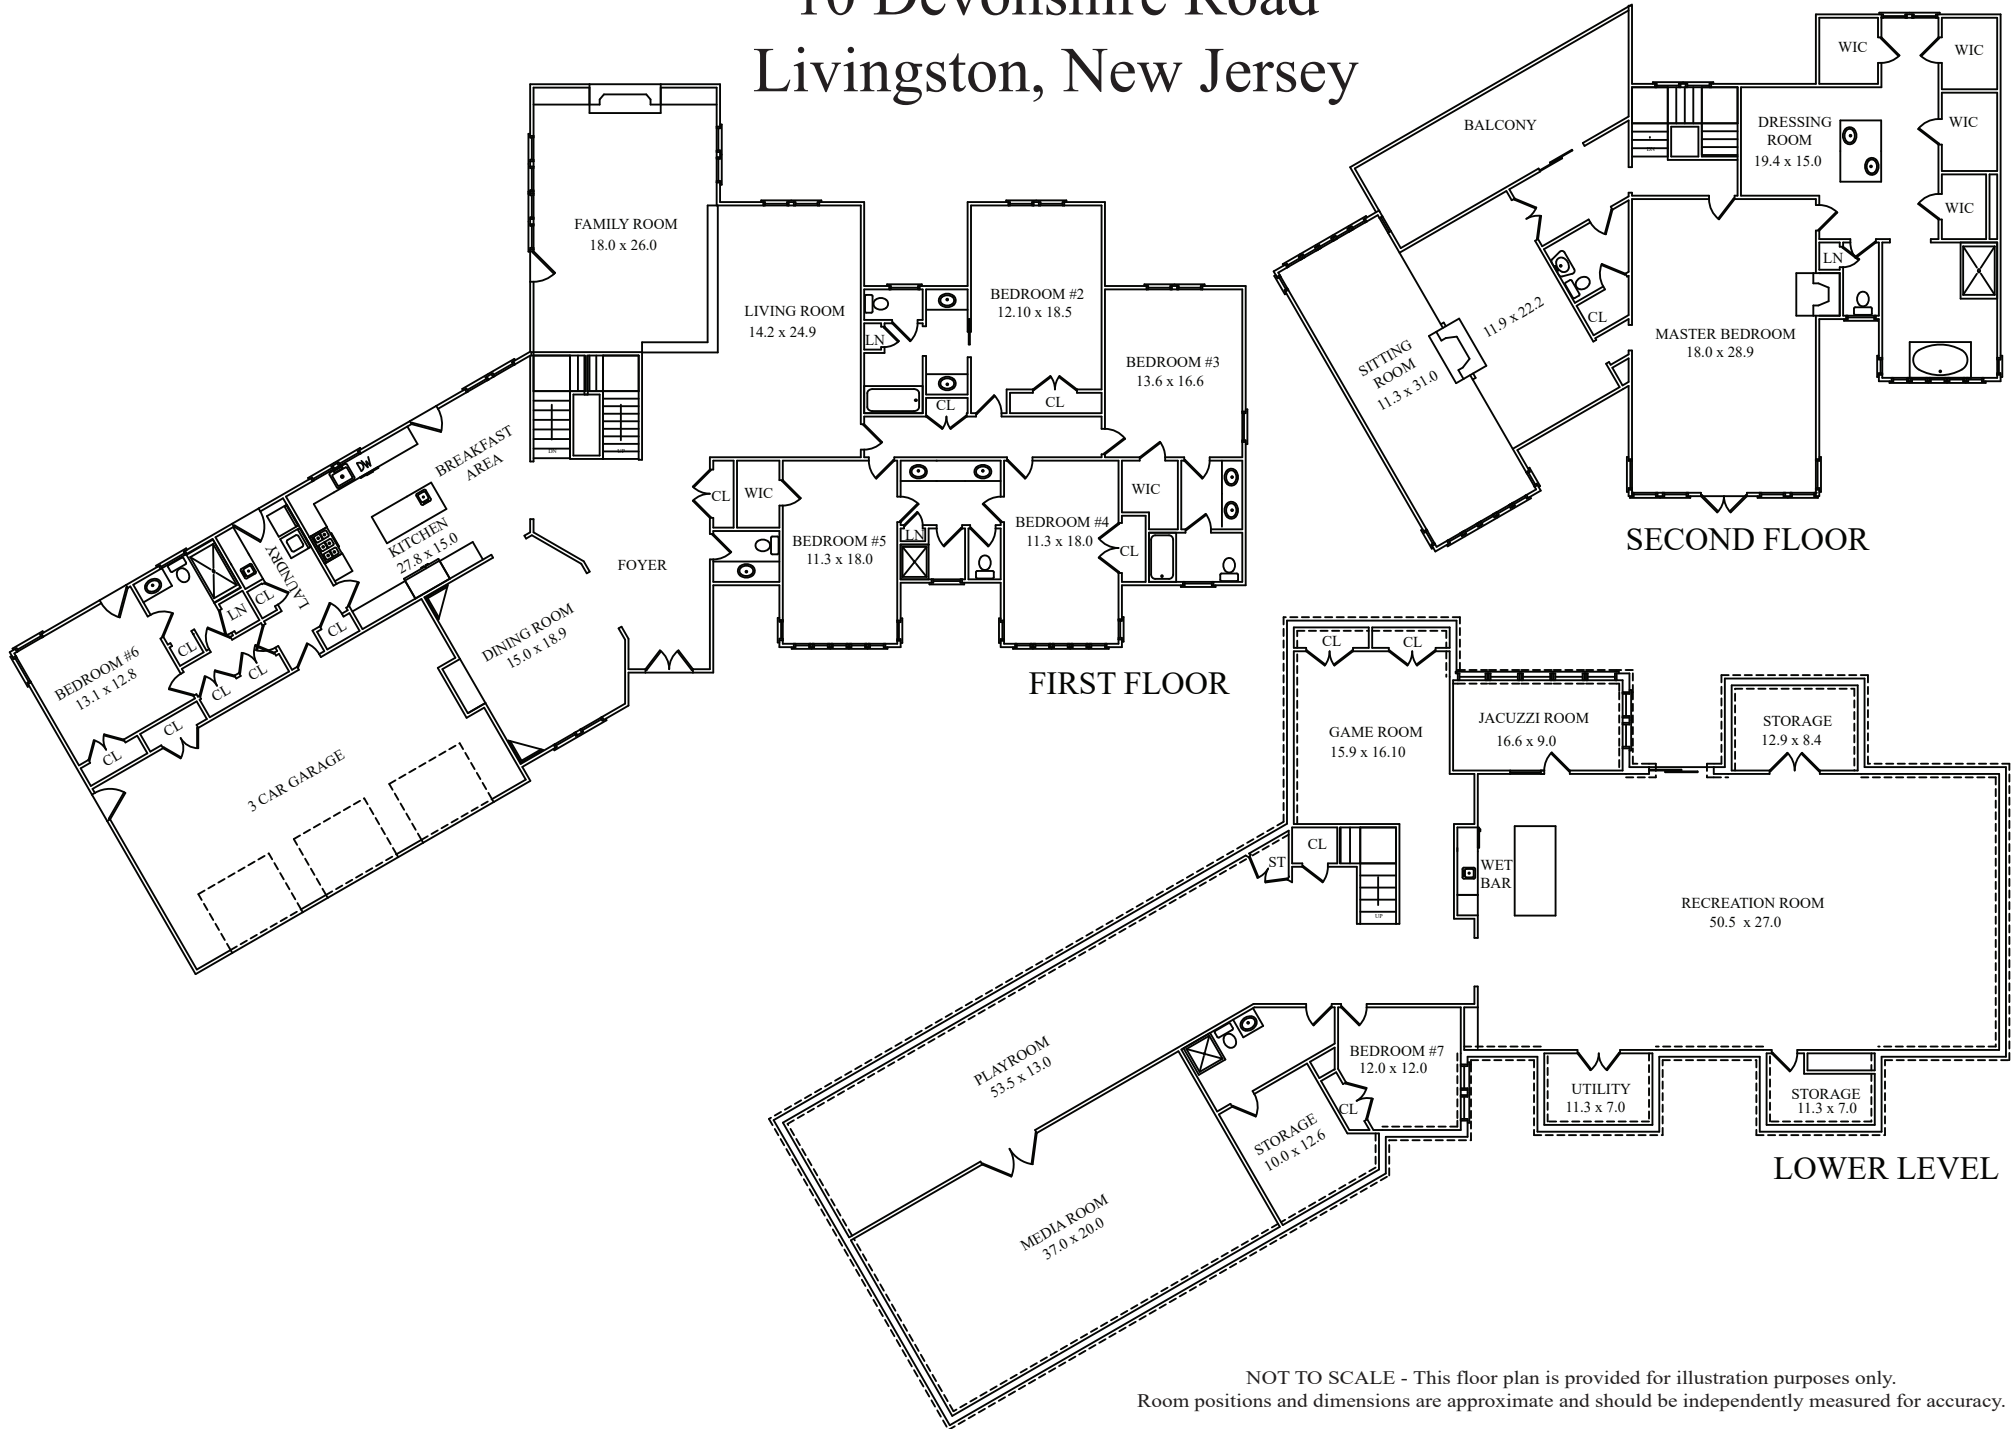 10 Devonshire Road
Livingston, New Jersey
FAMILY ROOM
18.0 x 26.0
LIVING ROOM
14.2 x 24.9
LN
CL
BEDROOM #2
12.10 x 18.5
CL
BEDROOM #3
13.6 x 16.6
BREAKFAST
AREA
DN
UP
DW
KITCHEN
27.8 x 15.0
LAUNDRY
CL
LN
CL
CL
CL
CL
CL
CL
BEDROOM #6
13.1 x 12.8
3 CAR GARAGE
DINING ROOM
15.0 x 18.9
FOYER
CL
WIC
BEDROOM #5
11.3 x 18.0
LN
BEDROOM #4
11.3 x 18.0
WIC
CL
FIRST FLOOR
BALCONY
DN
WIC
WIC
WIC
WIC
DRESSING
ROOM
19.4 x 15.0
LN
CL
11.9 x 22.2
SITTING
ROOM
11.3 x 31.0
MASTER BEDROOM
18.0 x 28.9
SECOND FLOOR
CL
CL
GAME ROOM
15.9 x 16.10
JACUZZI ROOM
16.6 x 9.0
STORAGE
12.9 x 8.4
ST
CL
UP
WET
BAR
RECREATION ROOM
50.5 x 27.0
PLAYROOM
53.5 x 13.0
BEDROOM #7
12.0 x 12.0
CL
STORAGE
10.0 x 12.6
UTILITY
11.3 x 7.0
STORAGE
11.3 x 7.0
MEDIA ROOM
37.0 x 20.0
LOWER LEVEL
NOT TO SCALE - This floor plan is provided for illustration purposes only.
Room positions and dimensions are approximate and should be independently measured for accuracy.